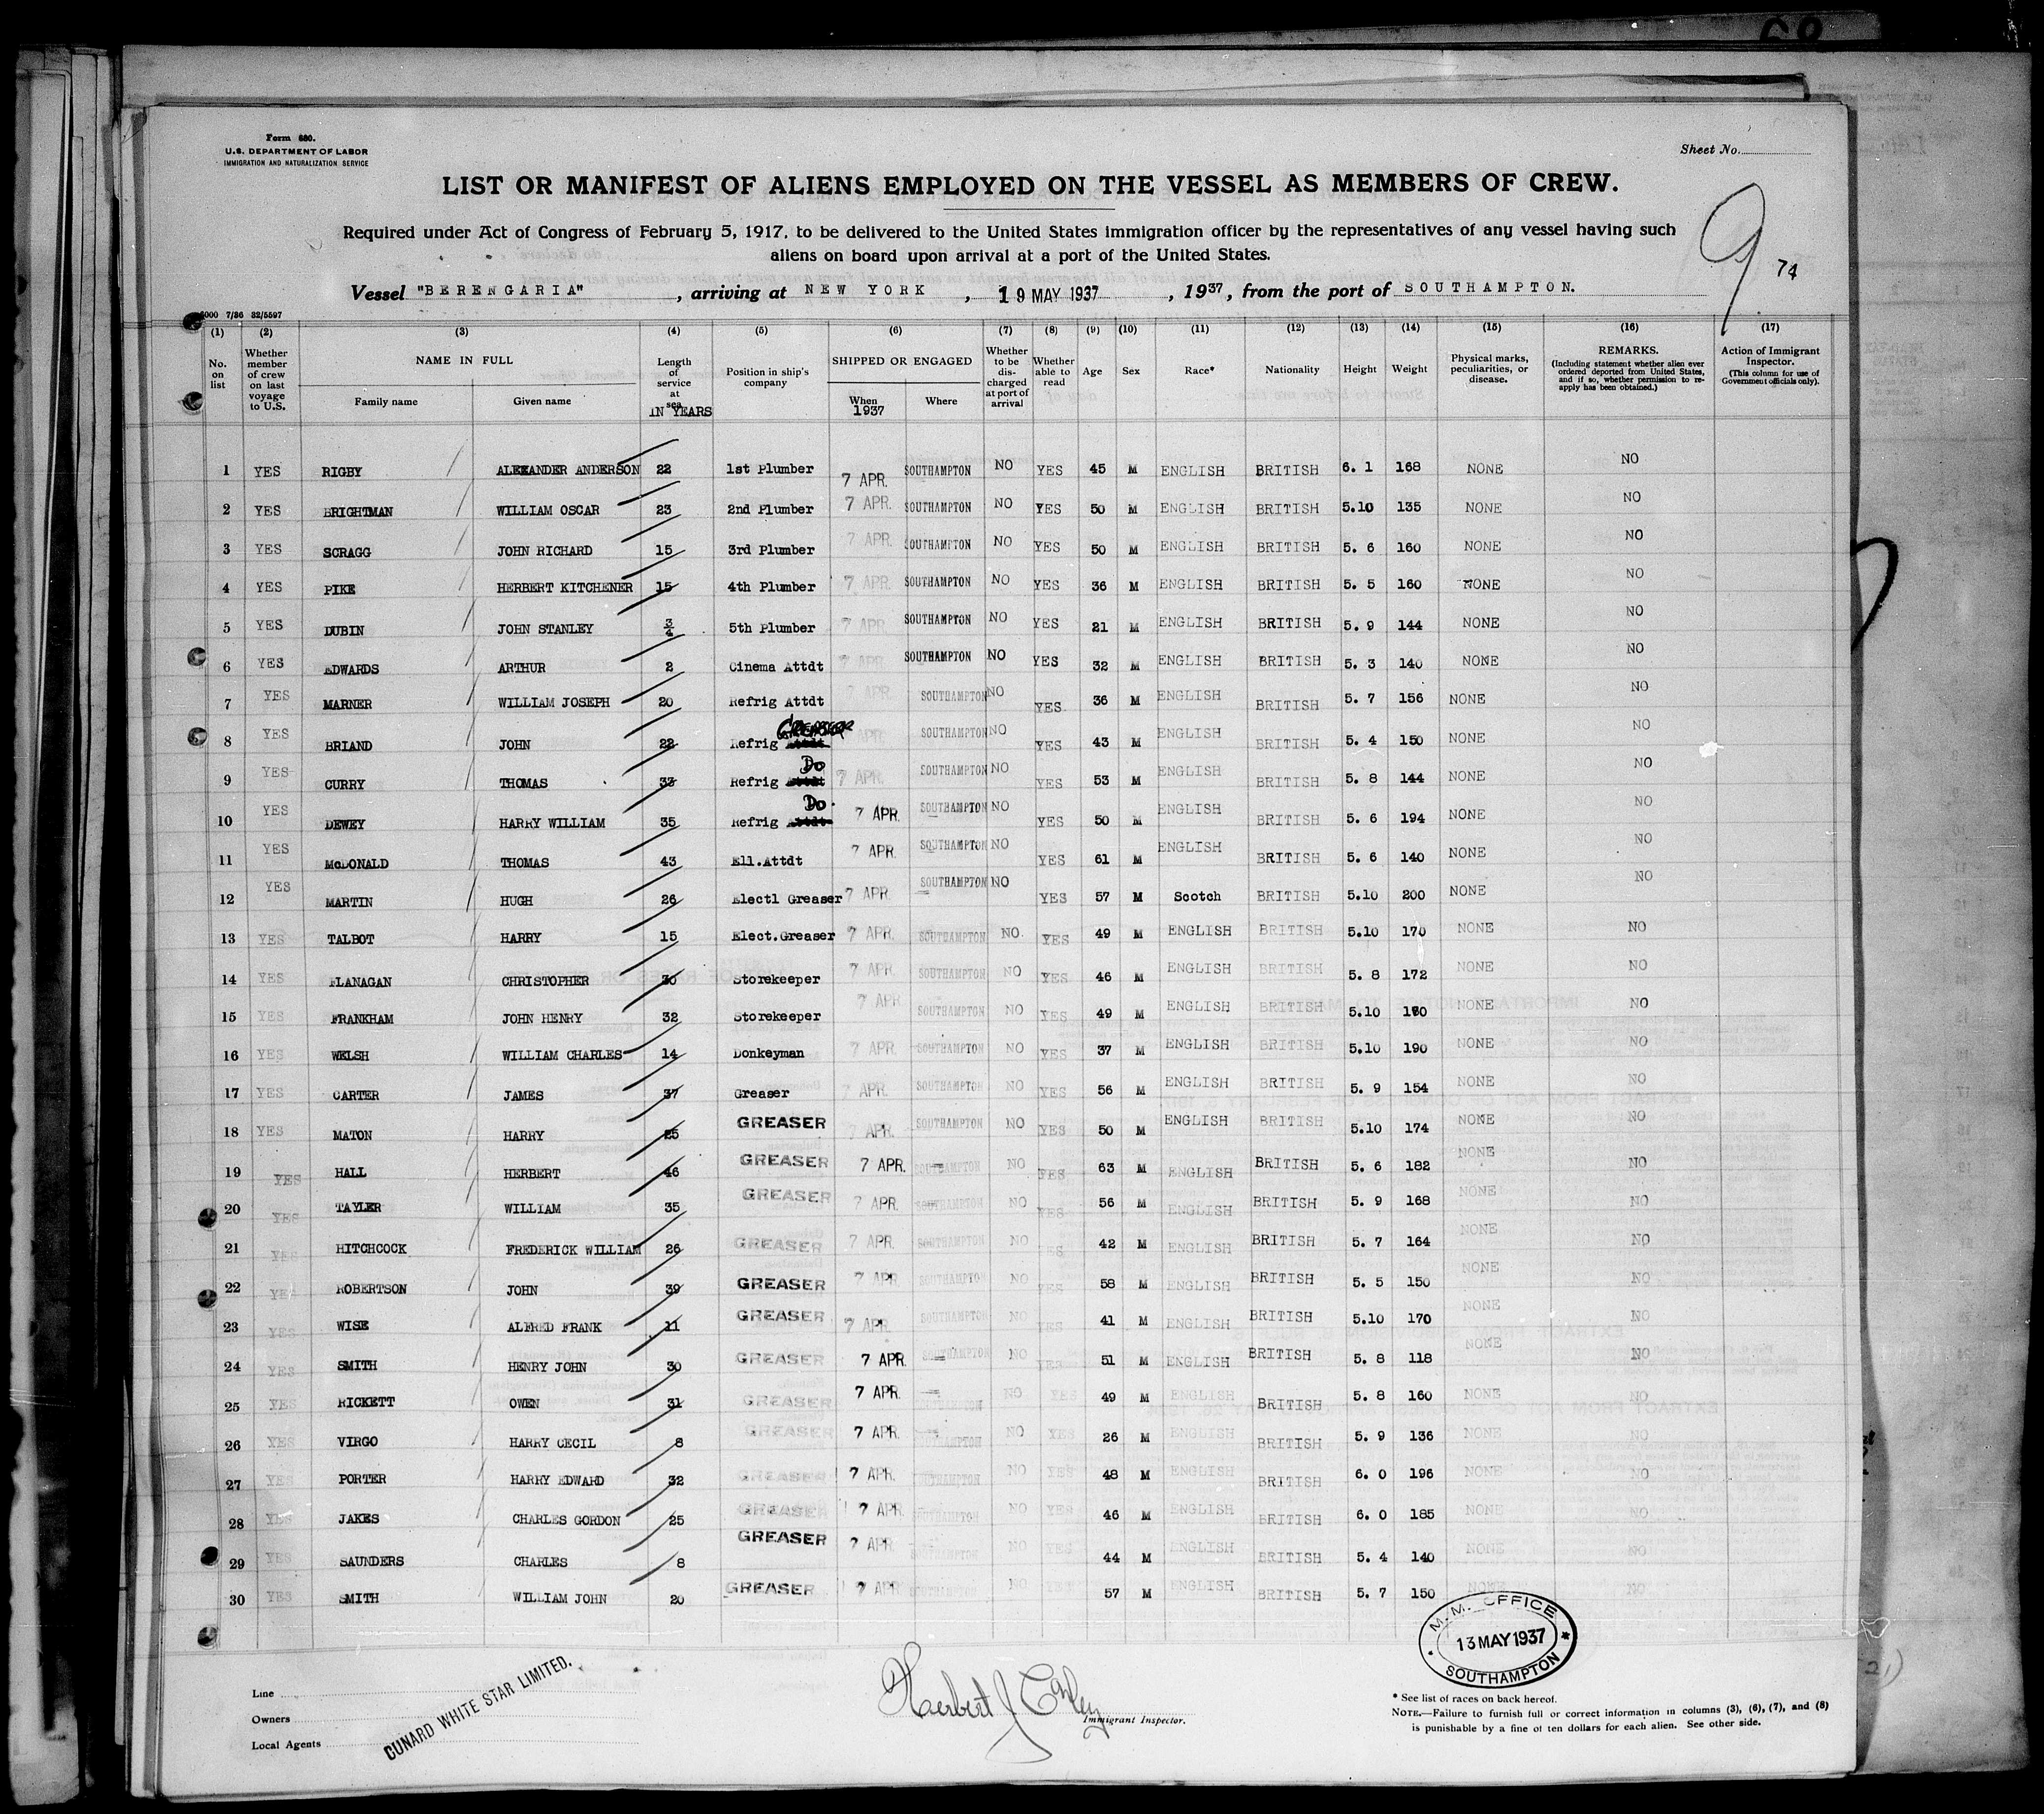 68
Form 680.
U.S. DEPARTMENT OF LABOR
IMMIGRATION AND NATURALIZATION SERVICE
Sheet No.
LIST OR MANIFEST OF ALIENS EMPLOYED ON THE VESSEL AS MEMBERS OF CREW.
Required under Act of Congress of February 5, 1917, to be delivered to the United States immigration officer by the representatives of any vessel having such
aliens on board upon arrival at a port of the United States.
9 74
Vessel "BERENGARIA", arriving at NEW YORK, 19 MAY 1937, 1937, from the port of SOUTHAMPTON.
5000 7/36 32/5597
(1) (2) (3) (4) (5) (6) (7) (8) (9) (10) (11) (12) (13) (14) (15) (16) (17)
No. on list
Whether member of crew on last voyage to U.S.
NAME IN FULL
Family name
Given name
Length of service at sea
IN YEARS
Position in ship's company
SHIPPED OR ENGAGED
When
1937
Where
Whether to be discharged at port of arrival
Whether able to read
Age
Sex
Race*
Nationality
Height
Weight
Physical marks, peculiarities, or disease.
REMARKS.
(Including statement whether alien ever ordered deported from United States, and if so, whether permission to re-apply has been obtained.)
Action of Immigrant Inspector.
(This column for use of Government officials only).
1 YES RIGBY ALEXANDER ANDERSON 22 1st Plumber 7 APR. SOUTHAMPTON NO YES 45 M ENGLISH BRITISH 6. 1 168 NONE NO
2 YES BRIGHTMAN WILLIAM OSCAR 23 2nd Plumber 7 APR. SOUTHAMPTON NO YES 50 M ENGLISH BRITISH 5.10 135 NONE NO
3 YES SCRAGG JOHN RICHARD 15 3rd Plumber 7 APR. SOUTHAMPTON NO YES 50 M ENGLISH BRITISH 5. 6 160 NONE NO
4 YES PIKE HERBERT KITCHENER 15 4th Plumber 7 APR. SOUTHAMPTON NO YES 36 M ENGLISH BRITISH 5. 5 160 NONE NO
5 YES DUBIN JOHN STANLEY 3/4 5th Plumber 7 APR. SOUTHAMPTON NO YES 21 M ENGLISH BRITISH 5. 9 144 NONE NO
6 YES EDWARDS ARTHUR 2 Cinema Attdt 7 APR. SOUTHAMPTON NO YES 32 M ENGLISH BRITISH 5. 3 140 NONE NO
7 YES MARNER WILLIAM JOSEPH 20 Refrig Attdt 7 APR. SOUTHAMPTON NO YES 36 M ENGLISH BRITISH 5. 7 156 NONE NO
8 YES BRIAND JOHN 22 Refrig Attdt GREASER APR SOUTHAMPTON NO YES 43 M ENGLISH BRITISH 5. 4 150 NONE NO
9 YES CURRY THOMAS 33 Refrig Attdt Do 7 APR. SOUTHAMPTON NO YES 53 M ENGLISH BRITISH 5. 8 144 NONE NO
10 YES DEWEY HARRY WILLIAM 35 Refrig Attdt Do. 7 APR. SOUTHAMPTON NO YES 50 M ENGLISH BRITISH 5. 6 194 NONE NO
11 YES McDONALD THOMAS 43 Ell.Attdt 7 APR. SOUTHAMPTON NO YES 61 M ENGLISH BRITISH 5. 6 140 NONE NO
12 YES MARTIN HUGH 26 Electl Greaser 7 APR. SOUTHAMPTON NO YES 57 M Scotch BRITISH 5.10 200 NONE NO
13 YES TALBOT HARRY 15 Elect.Greaser 7 APR. SOUTHAMPTON NO. YES 49 M ENGLISH BRITISH 5.10 170 NONE NO
14 YES FLANAGAN CHRISTOPHER 30 Storekeeper 7 APR. SOUTHAMPTON NO YES 46 M ENGLISH BRITISH 5. 8 172 NONE NO
15 YES FRANKHAM JOHN HENRY 32 Storekeeper 7 APR. SOUTHAMPTON NO YES 49 M ENGLISH BRITISH 5.10 NONE NO
16 YES WELSH WILLIAM CHARLES 14 Donkeyman 7 APR. SOUTHAMPTON NO YES 37 M ENGLISH BRITISH 5.10 190 NONE NO
17 YES CARTER JAMES 37 Greaser 7 APR. SOUTHAMPTON NO YES 56 M ENGLISH BRITISH 5. 9 154 NONE NO
18 YES MATON HARRY 25 GREASER 7 APR. SOUTHAMPTON NO YES 50 M ENGLISH BRITISH 5.10 174 NONE NO
19 YES HALL HERBERT 46 GREASER 7 APR. SOUTHAMPTON NO YES 63 M ENGLISH BRITISH 5. 6 182 NONE NO
20 YES TAYLER WILLIAM 35 GREASER 7 APR. SOUTHAMPTON NO YES 56 M ENGLISH BRITISH 5. 9 168 NONE NO
21 YES HITCHCOCK FREDERICK WILLIAM 26 GREASER 7 APR. SOUTHAMPTON NO YES 42 M ENGLISH BRITISH 5. 7 164 NONE NO
22 YES ROBERTSON JOHN 39 GREASER 7 APR SOUTHAMPTON NO YES 58 M ENGLISH BRITISH 5. 5 150 NONE NO
23 YES WISE ALFRED FRANK 11 GREASER 7 APR. SOUTHAMPTON NO YES 41 M ENGLISH BRITISH 5.10 170 NONE NO
24 YES SMITH HENRY JOHN 30 GREASER 7 APR. SOUTHAMPTON NO YES 51 M ENGLISH BRITISH 5. 8 118 NONE NO
25 YES RICKETT OWEN 31 GREASER 7 APR. SOUTHAMPTON NO YES 49 M ENGLISH BRITISH 5. 8 160 NONE NO
26 YES VIRGO HARRY CECIL 8 GREASER 7 APR. SOUTHAMPTON NO YES 26 M ENGLISH BRITISH 5. 9 136 NONE NO
27 YES PORTER HARRY EDWARD 32 GREASER 7 APR. SOUTHAMPTON NO YES 48 M ENGLISH BRITISH 6. 0 196 NONE NO
28 YES JAKES CHARLES GORDON 25 GREASER 7 APR. SOUTHAMPTON NO YES 46 M ENGLISH BRITISH 6. 0 185 NONE NO
29 YES SAUNDERS CHARLES 8 GREASER 7 APR SOUTHAMPTON NO YES 44 M ENGLISH BRITISH 5. 4 140 NONE NO
30 YES SMITH WILLIAM JOHN 20 GREASER 7 APR SOUTHAMPTON NO YES 57 M ENGLISH BRITISH 5. 7 150 NONE NO
M.M. OFFICE
13 MAY 1937
SOUTHAMPTON
Line
Owners
Local Agents
CUNARD WHITE STAR LIMITED.
Herbert J
Immigrant Inspector.
* See list of races on back hereof.
NOTE.—Failure to furnish full or correct information in columns (3), (6), (7), and (8)
is punishable by a fine of ten dollars for each alien. See other side.